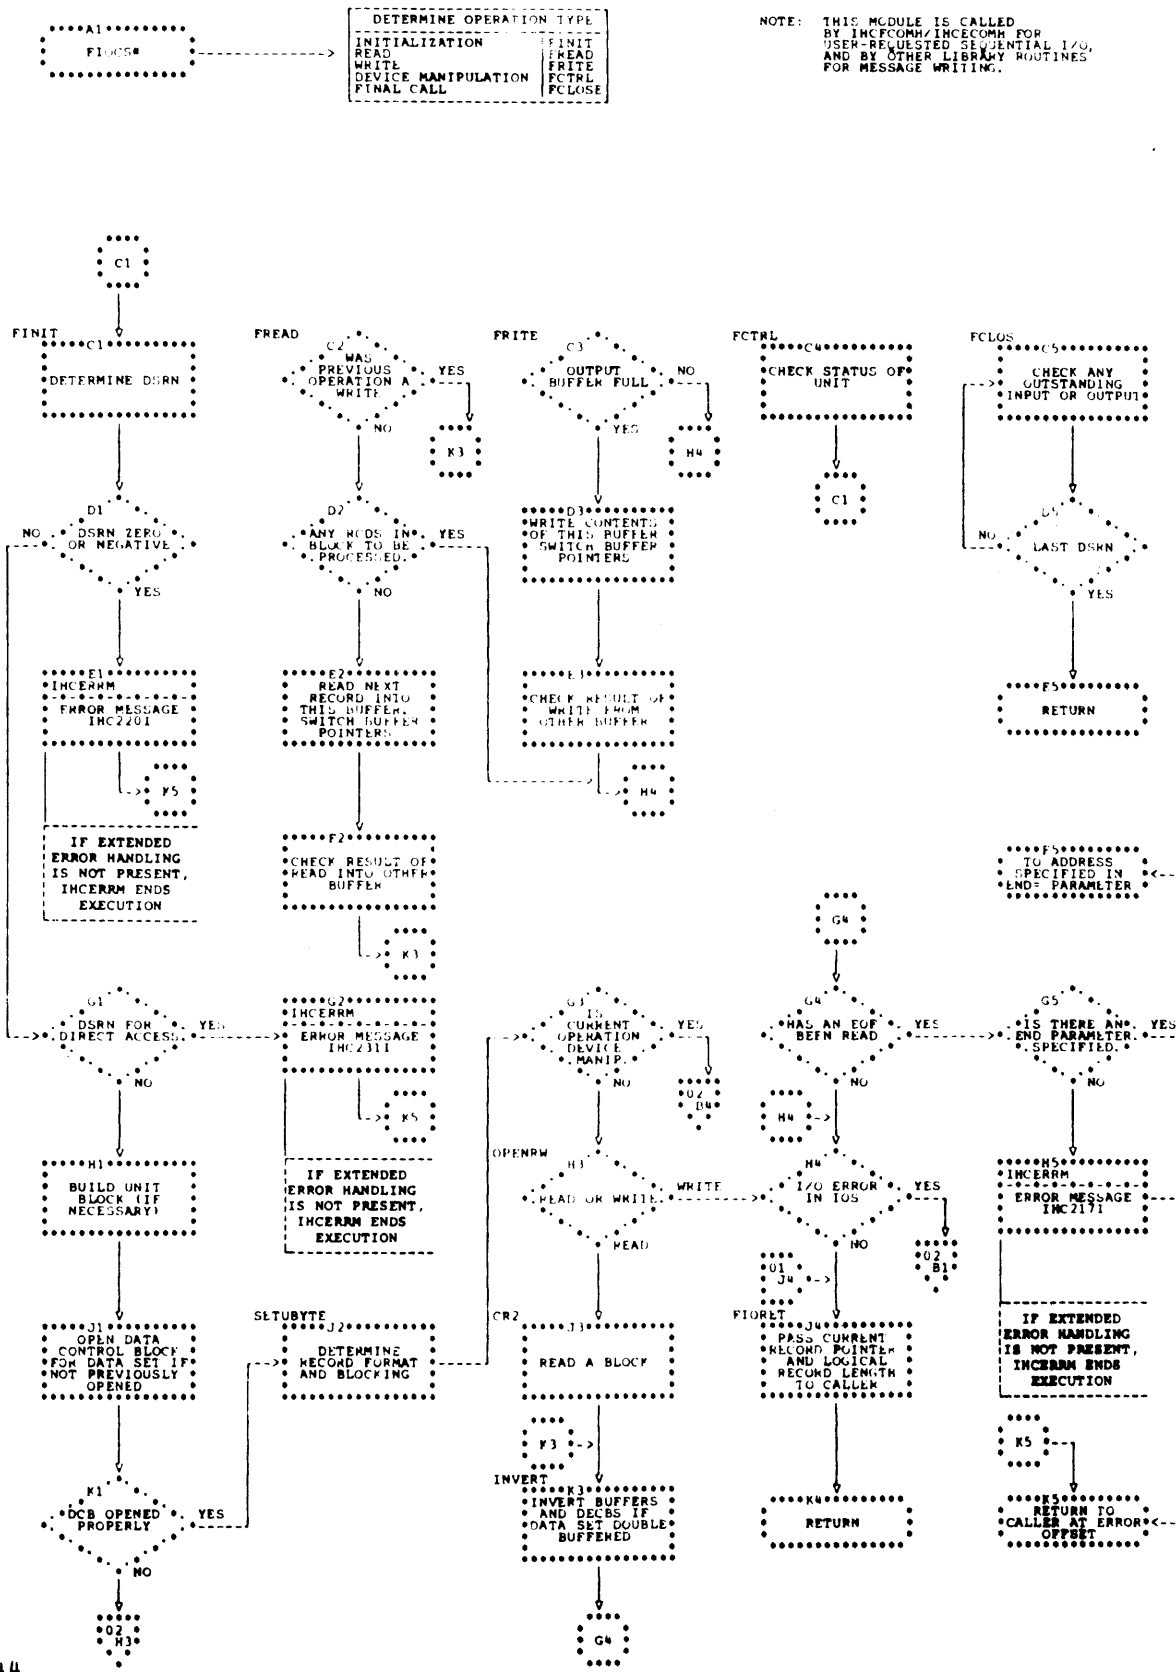 A1
FIOCS#
DETERMINE OPERATION TYPE
INITIALIZATION FINIT
READ FREAD
WRITE FRITE
DEVICE MANIPULATION FCTRL
FINAL CALL FCLOSE
NOTE: THIS MODULE IS CALLED
BY IHCFCOMH/IHCECOMH FOR
USER-REQUESTED SEQUENTIAL I/O,
AND BY OTHER LIBRARY ROUTINES
FOR MESSAGE WRITING.
C1
FINIT
C1
DETERMINE DSRN
FREAD
C2
WAS
PREVIOUS
OPERATION A
WRITE
YES
NO
K3
FRITE
C3
OUTPUT
BUFFER FULL
NO
YES
H4
FCTRL
C4
CHECK STATUS OF
UNIT
C1
FCLOS
C5
CHECK ANY
OUTSTANDING
INPUT OR OUTPUT
D1
NO
DSRN ZERO
OR NEGATIVE
YES
D2
ANY RCDS IN
BLOCK TO BE
PROCESSED.
YES
NO
D3
WRITE CONTENTS
OF THIS BUFFER
SWITCH BUFFER
POINTERS
D5
NO
LAST DSRN
YES
E1
IHCERRM
ERROR MESSAGE
IHC220I
K5
E2
READ NEXT
RECORD INTO
THIS BUFFER.
SWITCH BUFFER
POINTERS
E3
CHECK RESULT OF
WRITE FROM
OTHER BUFFER
H4
E5
RETURN
IF EXTENDED
ERROR HANDLING
IS NOT PRESENT,
IHCERRM ENDS
EXECUTION
F2
CHECK RESULT OF
READ INTO OTHER
BUFFER
K3
F5
TO ADDRESS
SPECIFIED IN
END= PARAMETER
G4
G1
DSRN FOR
DIRECT ACCESS
YES
NO
G2
IHCERRM
ERROR MESSAGE
IHC231I
K5
G3
IS
CURRENT
OPERATION
DEVICE
MANIP.
YES
NO
02
B4
G4
HAS AN EOF
BEEN READ
YES
H4
G5
IS THERE AN
END PARAMETER
SPECIFIED.
YES
NO
H1
BUILD UNIT
BLOCK (IF
NECESSARY)
IF EXTENDED
ERROR HANDLING
IS NOT PRESENT,
IHCERRM ENDS
EXECUTION
OPENRW
H3
READ OR WRITE
WRITE
READ
H4
I/O ERROR
IN IOS
YES
NO
02
B1
H5
IHCERRM
ERROR MESSAGE
IHC217I
01
J4
J1
OPEN DATA
CONTROL BLOCK
FOR DATA SET IF
NOT PREVIOUSLY
OPENED
SETUBYTE
J2
DETERMINE
RECORD FORMAT
AND BLOCKING
CR2
J3
READ A BLOCK
FIORET
J4
PASS CURRENT
RECORD POINTER
AND LOGICAL
RECORD LENGTH
TO CALLER
IF EXTENDED
ERROR HANDLING
IS NOT PRESENT,
IHCERRM ENDS
EXECUTION
K3
K5
K1
DCB OPENED
PROPERLY
YES
NO
02
H3
INVERT
K3
INVERT BUFFERS
AND DECBS IF
DATA SET DOUBLE
BUFFERED
G4
K4
RETURN
K5
RETURN TO
CALLER AT ERROR
OFFSET